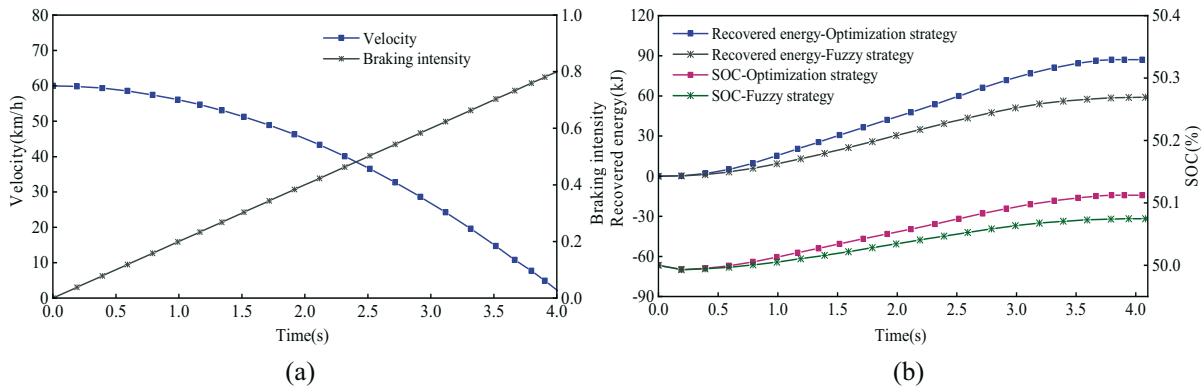 80
70
60
50
40
30
20
10
0
Velocity(km/h)
0.0 0.5 1.0 1.5 2.0 2.5 3.0 3.5 4.0
Time(s)
1.0
0.8
0.6
0.4
0.2
0.0
Braking intensity
Velocity
Braking intensity
(a)
120
90
60
30
0
-30
-60
-90
Recovered energy(kJ)
0.0 0.5 1.0 1.5 2.0 2.5 3.0 3.5 4.0
Time(s)
50.4
50.3
50.2
50.1
50.0
SOC(%)
Recovered energy-Optimization strategy
Recovered energy-Fuzzy strategy
SOC-Optimization strategy
SOC-Fuzzy strategy
(b)